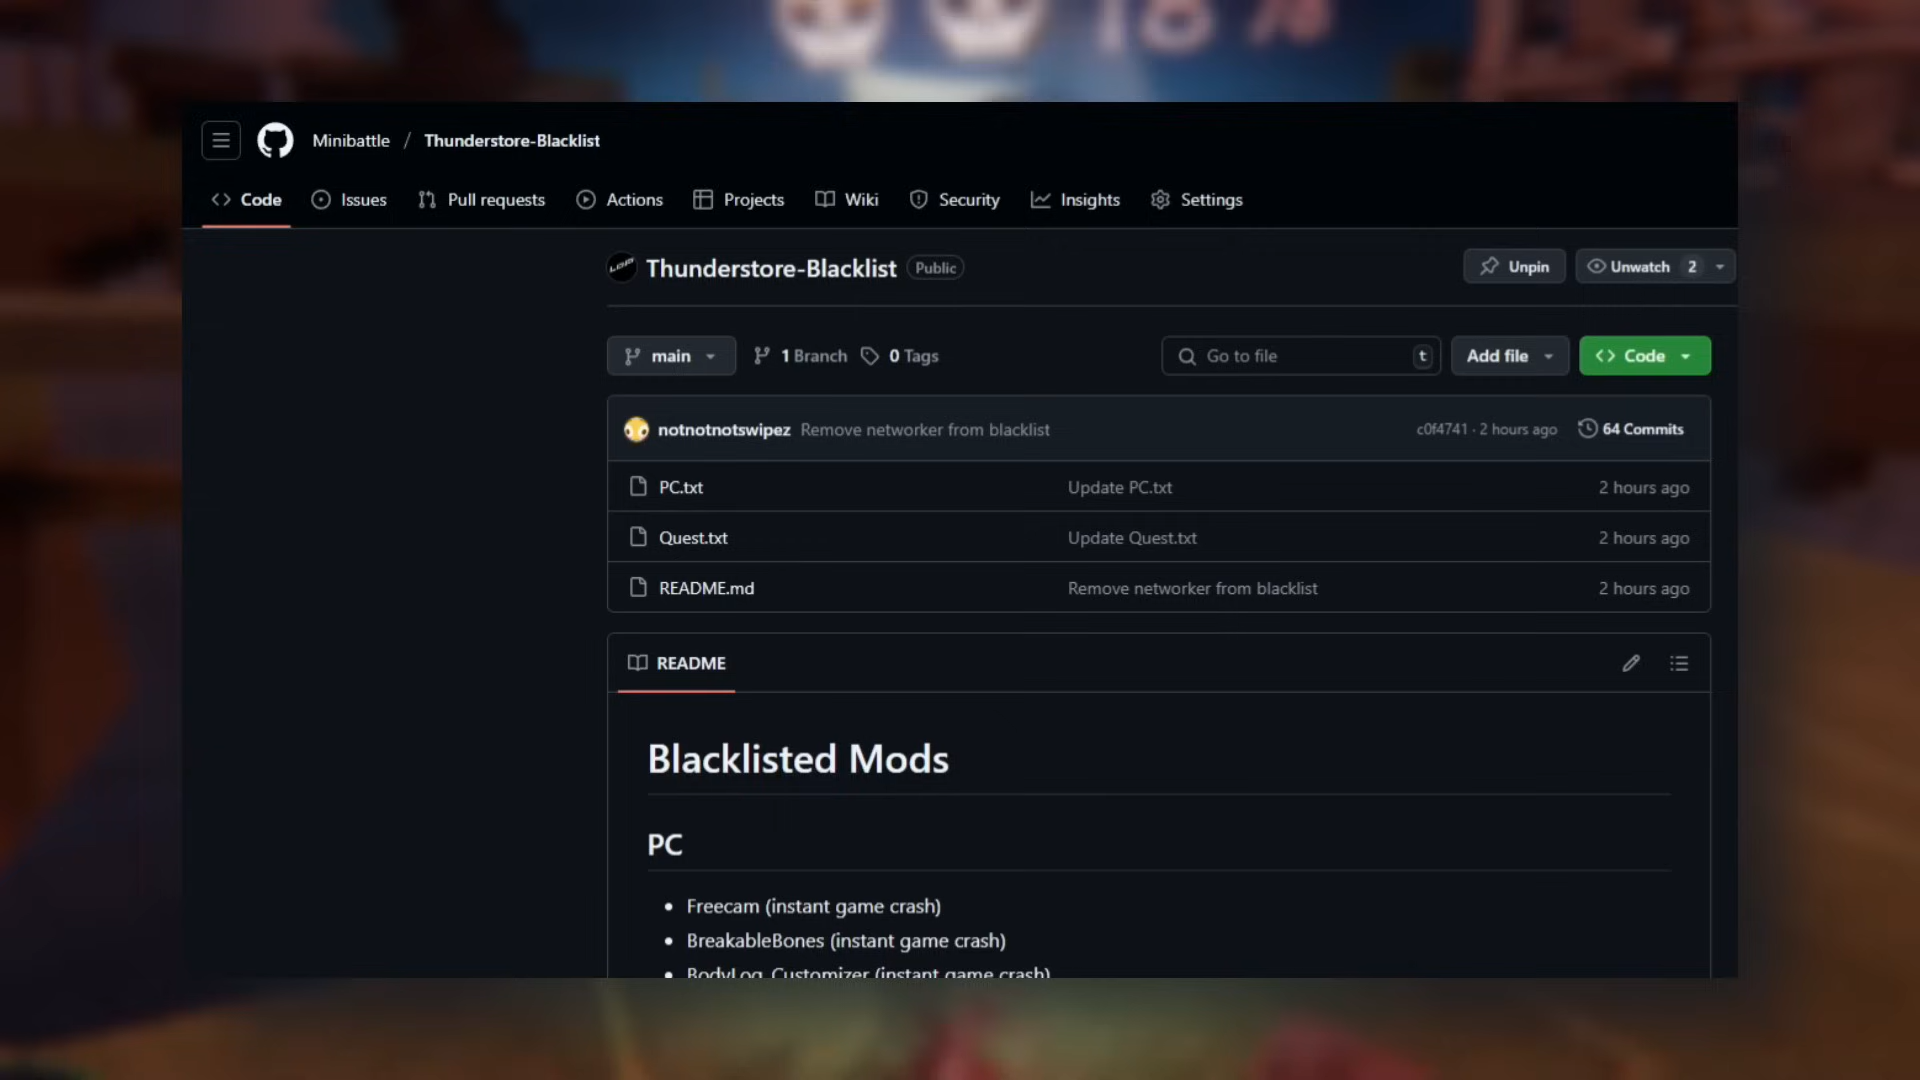 Minibattle / Thunderstore-Blacklist
Code Issues Pull requests Actions Projects Wiki Security Insights Settings
Thunderstore-Blacklist Public Unpin Unwatch 2
main 1 Branch 0 Tags Go to file t Add file Code
notnotnotswipez Remove networker from blacklist c0f4741 · 2 hours ago 64 Commits
PC.txt Update PC.txt 2 hours ago
Quest.txt Update Quest.txt 2 hours ago
README.md Remove networker from blacklist 2 hours ago
README
Blacklisted Mods
PC
• Freecam (instant game crash)
• BreakableBones (instant game crash)
• BodyLog_Customizer (instant game crash)